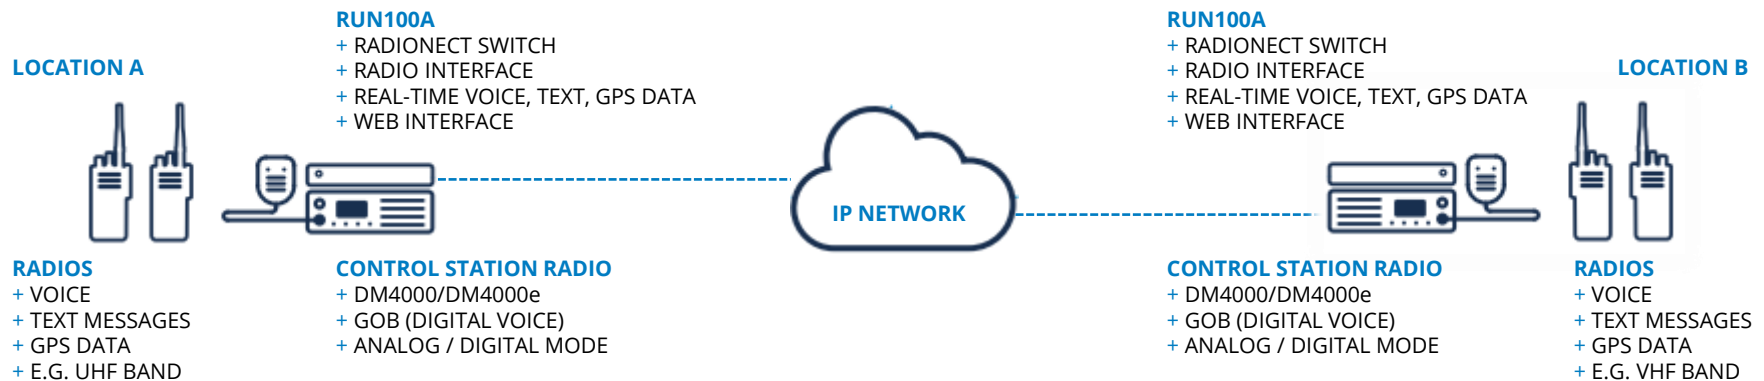 LOCATION A
RUN100A
+ RADIONECT SWITCH
+ RADIO INTERFACE
+ REAL-TIME VOICE, TEXT, GPS DATA
+ WEB INTERFACE
RUN100A
+ RADIONECT SWITCH
+ RADIO INTERFACE
+ REAL-TIME VOICE, TEXT, GPS DATA
+ WEB INTERFACE
LOCATION B
IP NETWORK
RADIOS
+ VOICE
+ TEXT MESSAGES
+ GPS DATA
+ E.G. UHF BAND
CONTROL STATION RADIO
+ DM4000/DM4000e
+ GOB (DIGITAL VOICE)
+ ANALOG / DIGITAL MODE
CONTROL STATION RADIO
+ DM4000/DM4000e
+ GOB (DIGITAL VOICE)
+ ANALOG / DIGITAL MODE
RADIOS
+ VOICE
+ TEXT MESSAGES
+ GPS DATA
+ E.G. VHF BAND